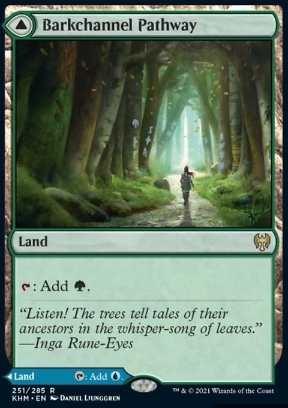 Barkchannel Pathway
Land
: Add .
“Listen! The trees tell tales of their
ancestors in the whisper-song of leaves.”
—Inga Rune-Eyes
Land : Add .
251/285 R
KHM • EN Daniel Ljunggren
™ & © 2021 Wizards of the Coast